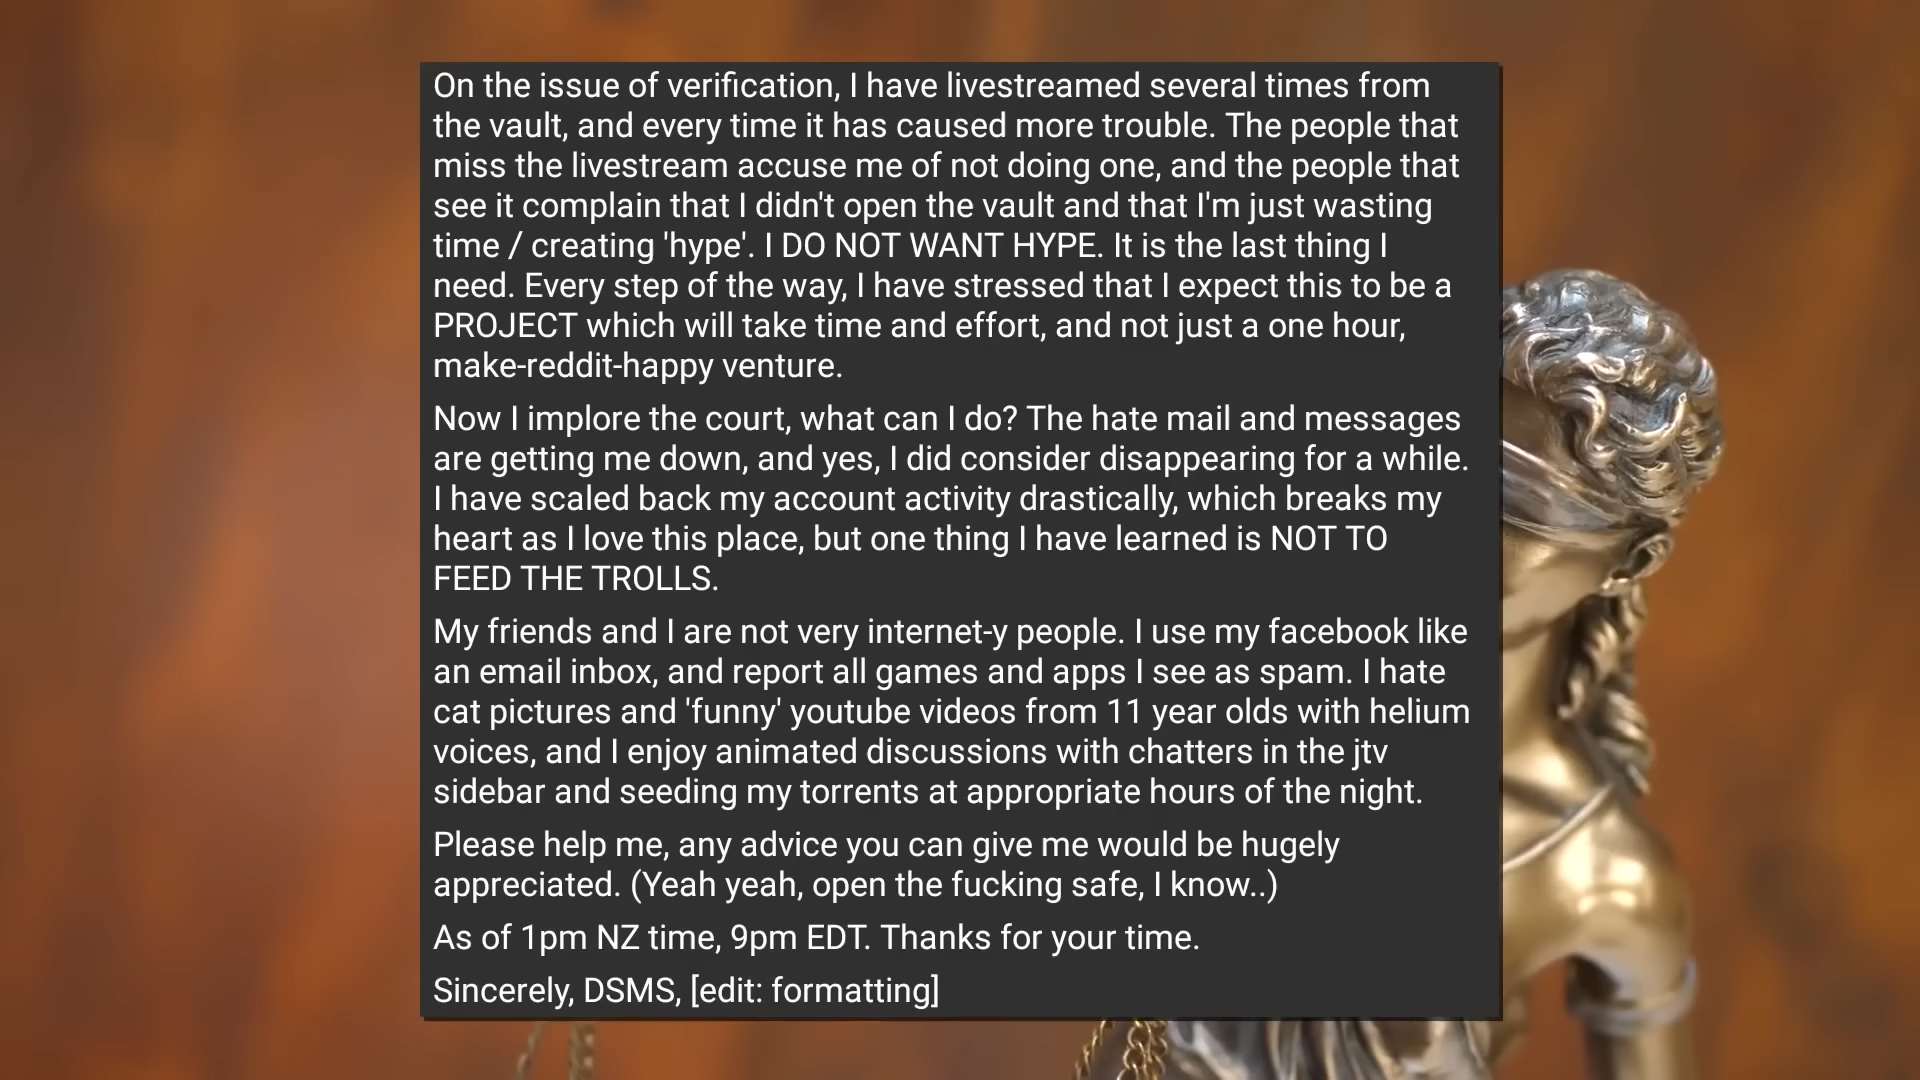 On the issue of verification, I have livestreamed several times from
the vault, and every time it has caused more trouble. The people that
miss the livestream accuse me of not doing one, and the people that
see it complain that I didn't open the vault and that I'm just wasting
time / creating 'hype'. I DO NOT WANT HYPE. It is the last thing I
need. Every step of the way, I have stressed that I expect this to be a
PROJECT which will take time and effort, and not just a one hour,
make-reddit-happy venture.
Now I implore the court, what can I do? The hate mail and messages
are getting me down, and yes, I did consider disappearing for a while.
I have scaled back my account activity drastically, which breaks my
heart as I love this place, but one thing I have learned is NOT TO
FEED THE TROLLS.
My friends and I are not very internet-y people. I use my facebook like
an email inbox, and report all games and apps I see as spam. I hate
cat pictures and 'funny' youtube videos from 11 year olds with helium
voices, and I enjoy animated discussions with chatters in the jtv
sidebar and seeding my torrents at appropriate hours of the night.
Please help me, any advice you can give me would be hugely
appreciated. (Yeah yeah, open the fucking safe, I know..)
As of 1pm NZ time, 9pm EDT. Thanks for your time.
Sincerely, DSMS, [edit: formatting]